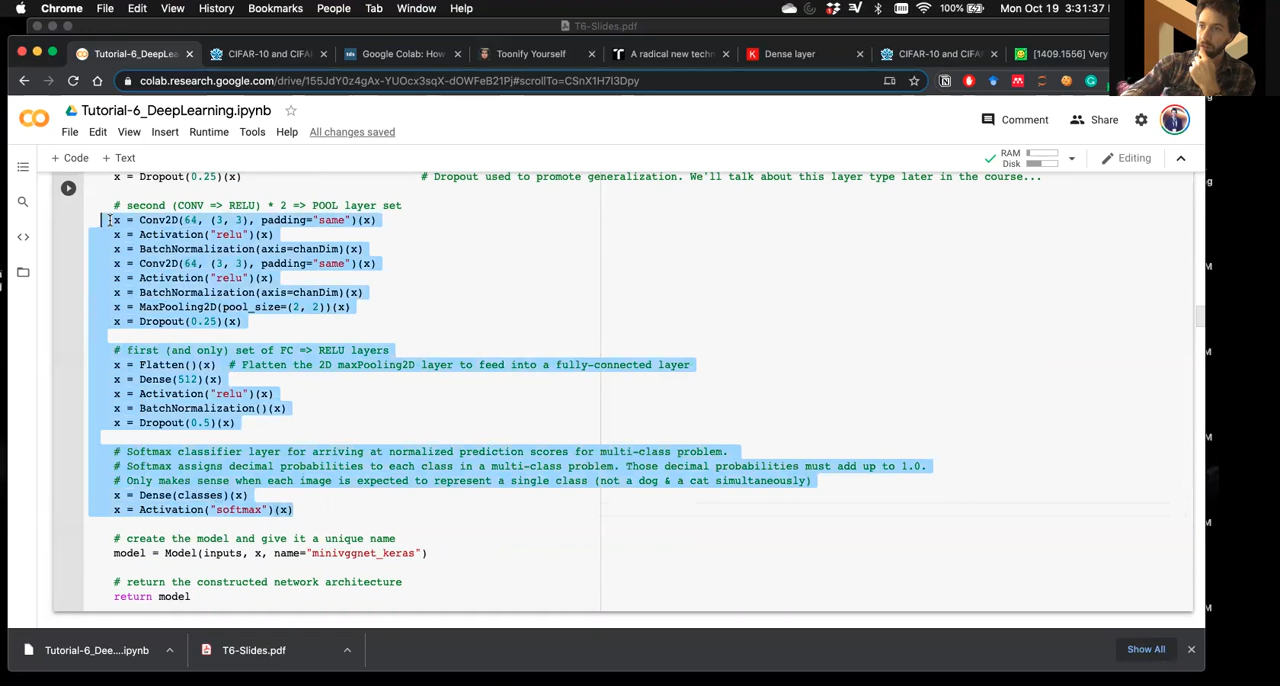 Chrome File Edit View History Bookmarks People Tab Window Help 100% Mon Oct 19 3:31:37
T6-Slides.pdf
Tutorial-6_DeepLea CIFAR-10 and CIFA Google Colab: How Toonify Yourself A radical new techn Dense layer CIFAR-10 and CIFA [1409.1556] Very
colab.research.google.com/drive/155JdY0z4gAx-YUOcx3sqX-dOWFeB21Pj#scrollTo=CSnX1H7I3Dpy
Tutorial-6_DeepLearning.ipynb
Comment Share
File Edit View Insert Runtime Tools Help All changes saved
+ Code + Text RAM Disk Editing
x = Dropout(0.25)(x) # Dropout used to promote generalization. We'll talk about this layer type later in the course...
# second (CONV => RELU) * 2 => POOL layer set
x = Conv2D(64, (3, 3), padding="same")(x)
x = Activation("relu")(x)
x = BatchNormalization(axis=chanDim)(x)
x = Conv2D(64, (3, 3), padding="same")(x)
x = Activation("relu")(x)
x = BatchNormalization(axis=chanDim)(x)
x = MaxPooling2D(pool_size=(2, 2))(x)
x = Dropout(0.25)(x)
# first (and only) set of FC => RELU layers
x = Flatten()(x) # Flatten the 2D maxPooling2D layer to feed into a fully-connected layer
x = Dense(512)(x)
x = Activation("relu")(x)
x = BatchNormalization()(x)
x = Dropout(0.5)(x)
# Softmax classifier layer for arriving at normalized prediction scores for multi-class problem.
# Softmax assigns decimal probabilities to each class in a multi-class problem. Those decimal probabilities must add up to 1.0.
# Only makes sense when each image is expected to represent a single class (not a dog & a cat simultaneously)
x = Dense(classes)(x)
x = Activation("softmax")(x)
# create the model and give it a unique name
model = Model(inputs, x, name="minivggnet_keras")
# return the constructed network architecture
return model
Tutorial-6_Dee....ipynb T6-Slides.pdf Show All